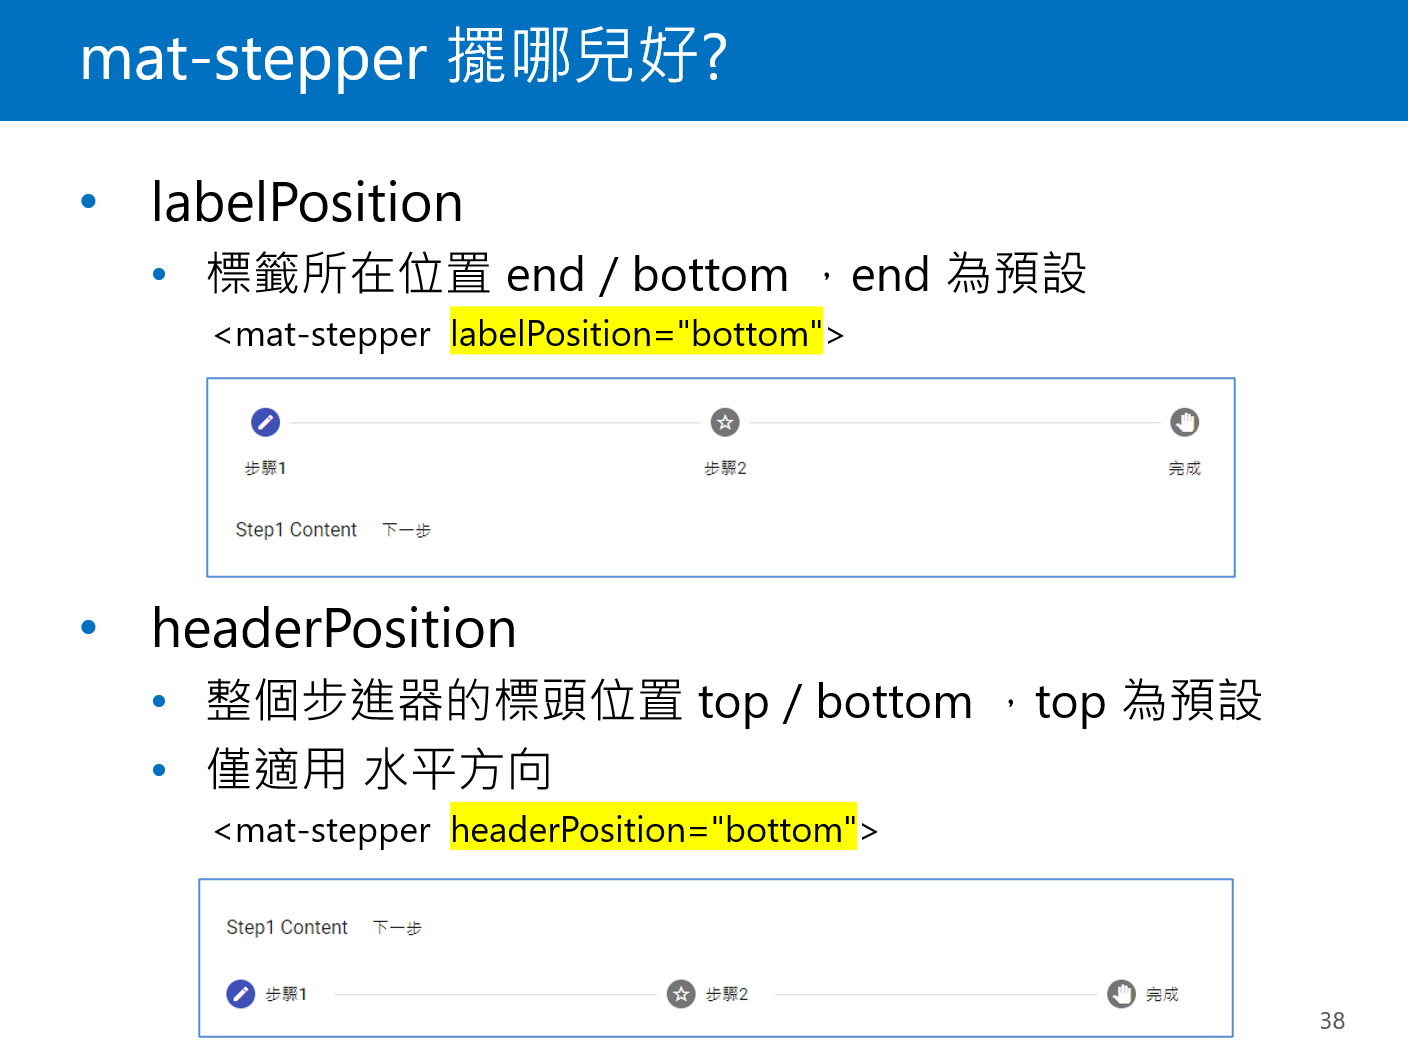 mat-stepper 擺哪兒好?
• labelPosition
• 標籤所在位置 end / bottom ，end 為預設
<mat-stepper labelPosition="bottom">
步驟1 步驟2 完成
Step1 Content 下一步
• headerPosition
• 整個步進器的標頭位置 top / bottom ，top 為預設
• 僅適用 水平方向
<mat-stepper headerPosition="bottom">
Step1 Content 下一步
步驟1 步驟2 完成
38